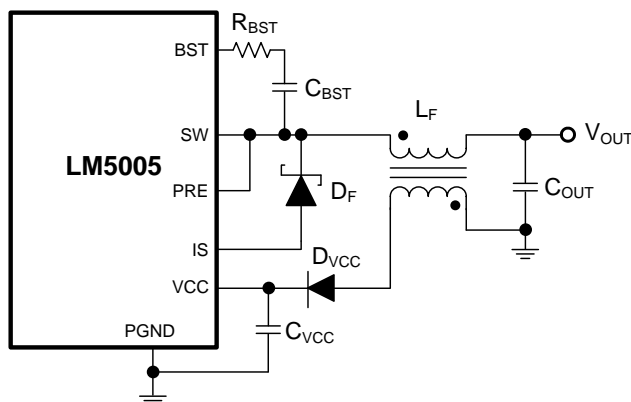 R_BST
BST
C_BST
L_F
SW
V_OUT
LM5005
PRE
D_F
C_OUT
IS
D_VCC
VCC
PGND
C_VCC